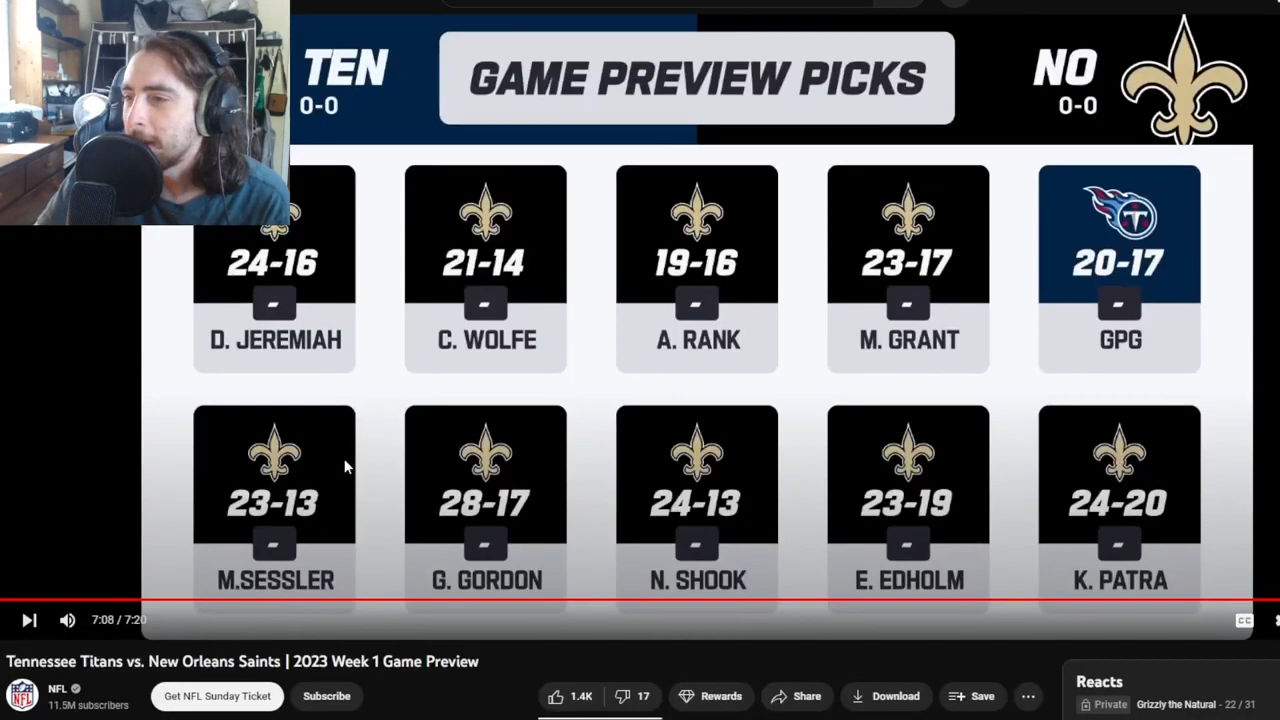 TEN
0-0
GAME PREVIEW PICKS
NO
0-0
24-16
21-14
19-16
23-17
20-17
-
-
-
-
-
D. JEREMIAH
C. WOLFE
A. RANK
M. GRANT
GPG
23-13
28-17
24-13
23-19
24-20
-
-
-
-
-
M.SESSLER
G. GORDON
N. SHOOK
E. EDHOLM
K. PATRA
7:08 / 7:20
CC
Tennessee Titans vs. New Orleans Saints | 2023 Week 1 Game Preview
NFL
NFL
11.5M subscribers
Get NFL Sunday Ticket
Subscribe
1.4K
17
Rewards
Share
Download
Save
Reacts
Private
Grizzly the Natural - 22 / 31